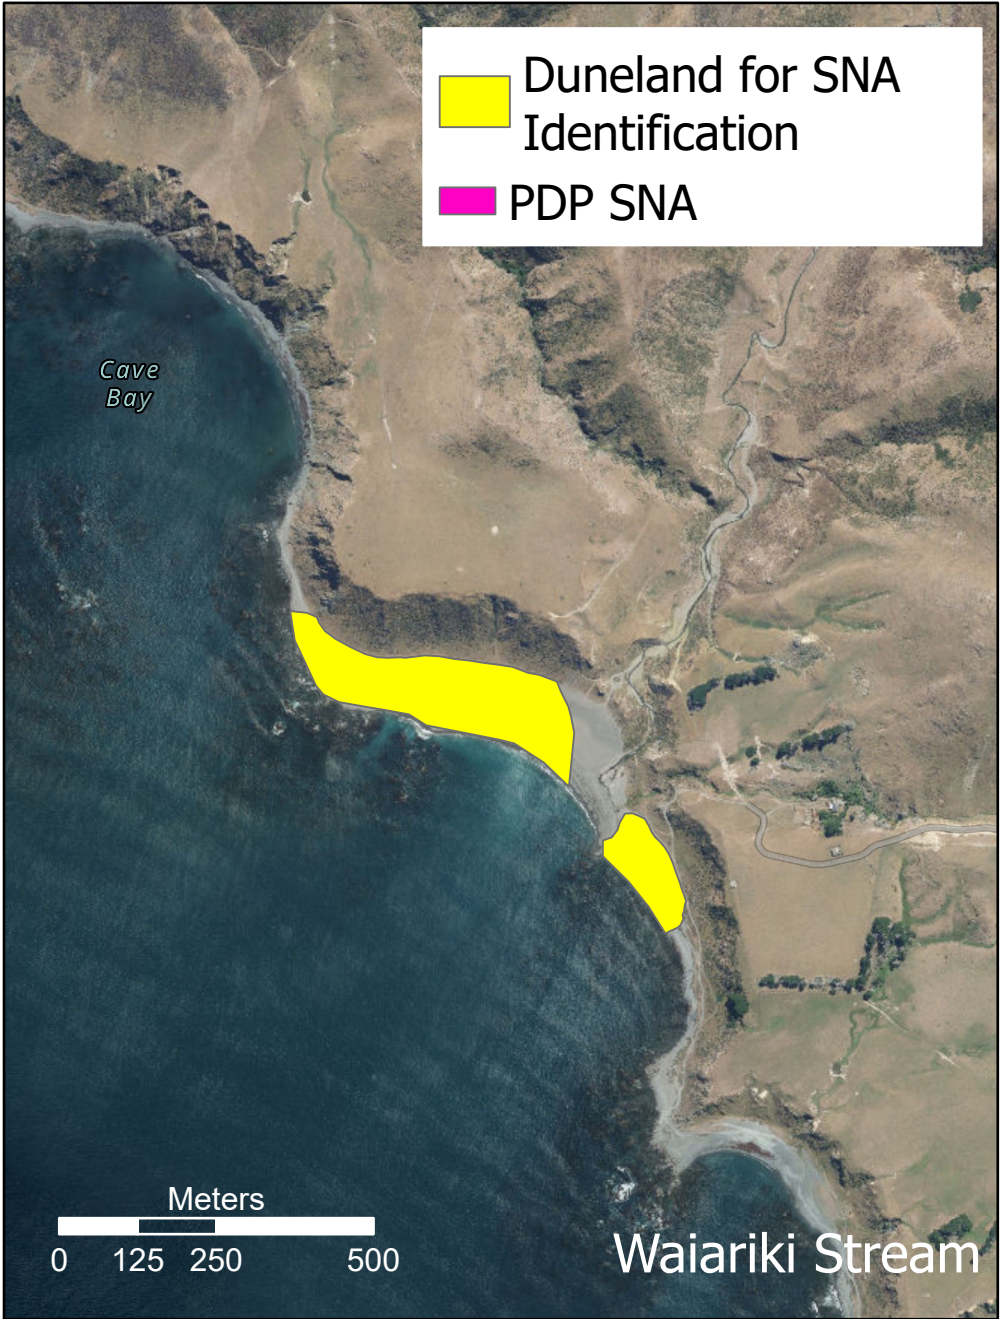 Duneland for SNA
Identification
PDP SNA
Cave
Bay
Meters
0 125 250 500
Waiariki Stream